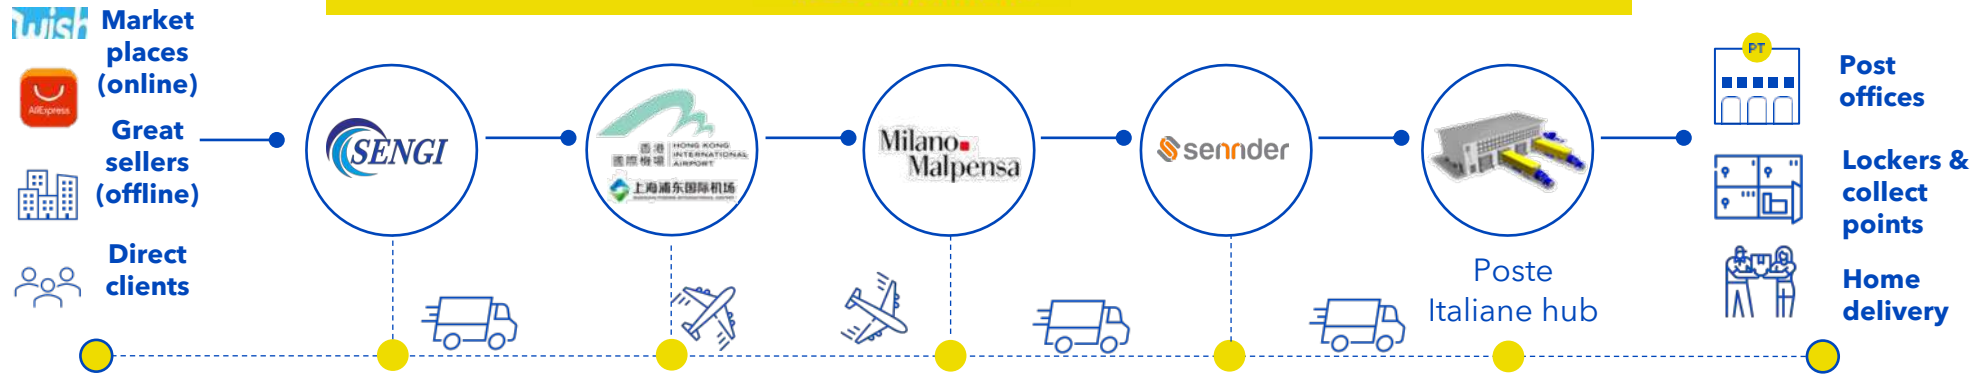 wish
Market
places
(online)
AliExpress
Great
sellers
(offline)
Direct
clients
SENGI
香港
國際機場
HONG KONG
INTERNATIONAL
AIRPORT
上海浦东国际机场
Milano
Malpensa
sennder
Poste
Italiane hub
PT
Post
offices
Lockers &
collect
points
Home
delivery